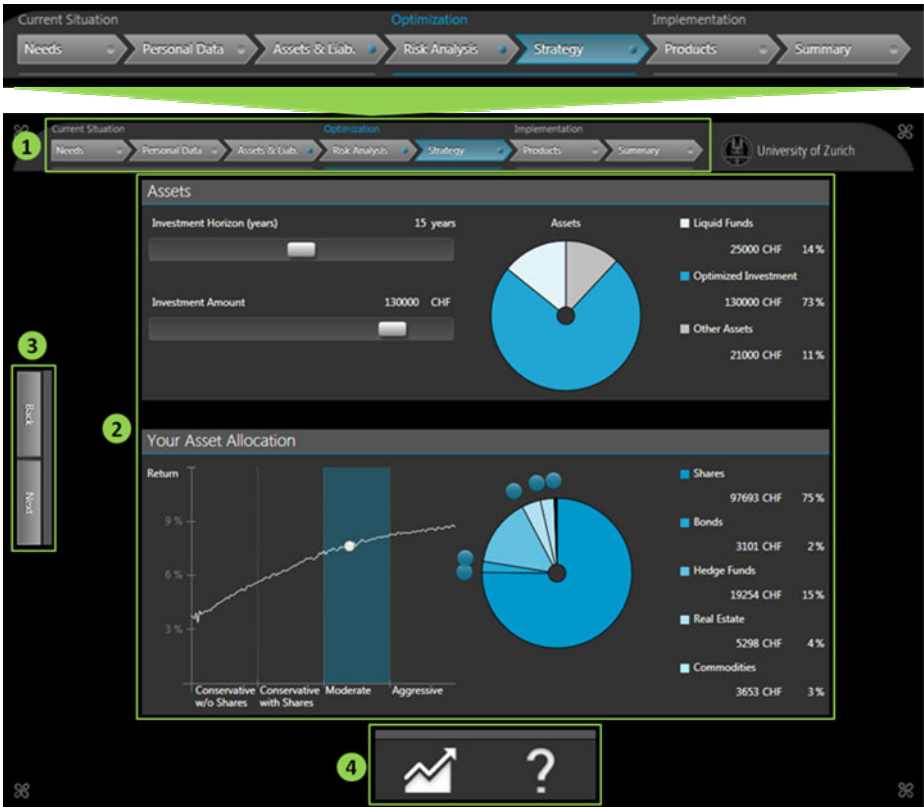 Current Situation Optimization Implementation
Needs Personal Data Assets & Liab. Risk Analysis Strategy Products Summary
Current Situation Optimization Implementation
1 Needs Personal Data Assets & Liab. Risk Analysis Strategy Products Summary University of Zurich
Assets
Investment Horizon (years) 15 years Assets Liquid Funds
25000 CHF 14%
Optimized Investment
Investment Amount 130000 CHF 130000 CHF 73%
Other Assets
3 21000 CHF 11%
Back
2
Next
Your Asset Allocation
Return Shares
97693 CHF 75%
9% Bonds
3101 CHF 2%
6% Hedge Funds
19254 CHF 15%
3% Real Estate
5298 CHF 4%
Commodities
3653 CHF 3%
Conservative w/o Shares
Conservative with Shares
Moderate
Aggressive
4 ?